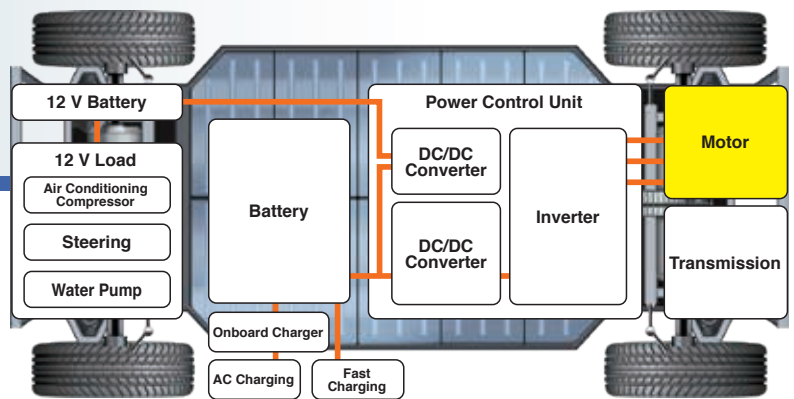 12 V Battery
12 V Load
Air Conditioning
Compressor
Steering
Water Pump
Battery
Onboard Charger
AC Charging
Fast
Charging
Power Control Unit
DC/DC
Converter
DC/DC
Converter
Inverter
Motor
Transmission